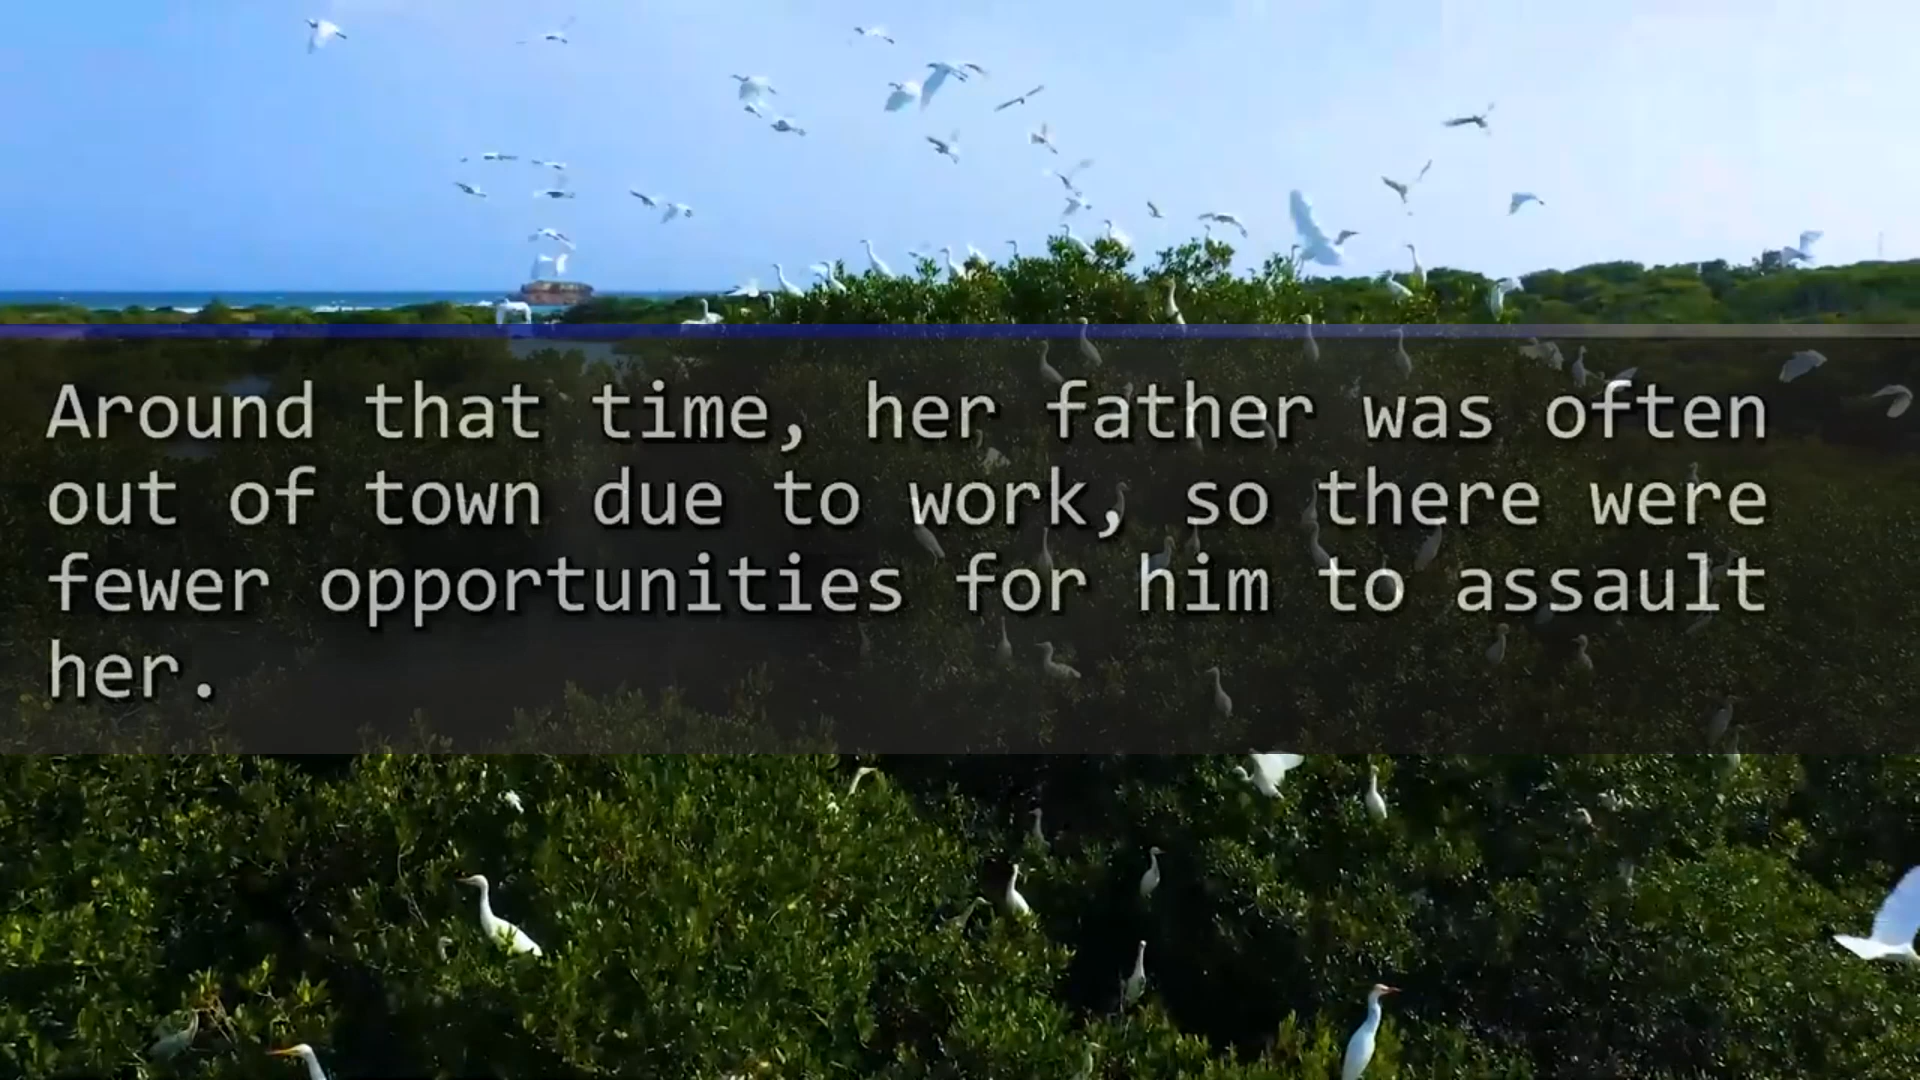 Around that time, her father was often
out of town due to work, so there were
fewer opportunities for him to assault
her.